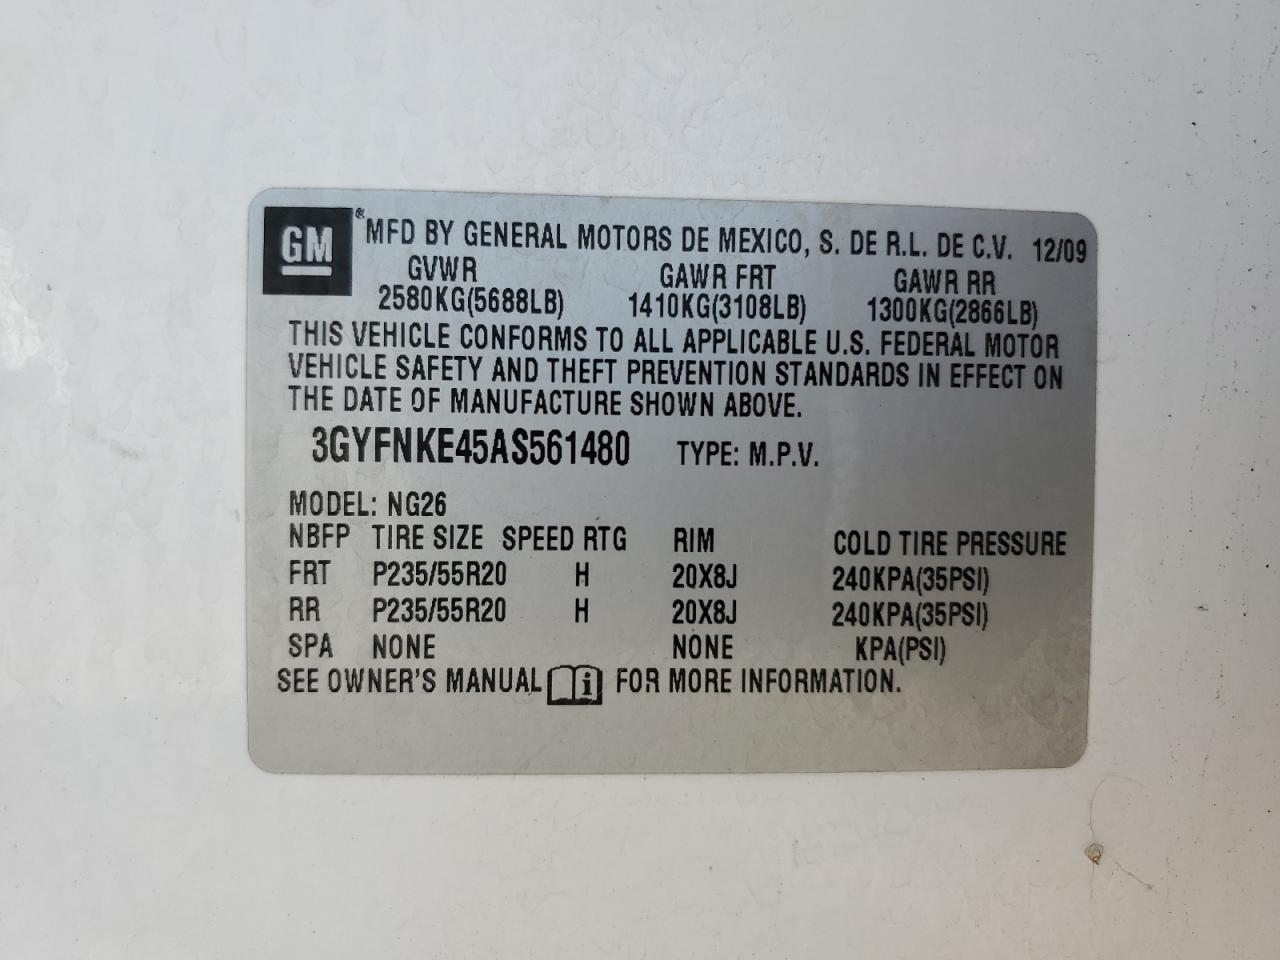 GM® MFD BY GENERAL MOTORS DE MEXICO, S. DE R.L. DE C.V. 12/09
GVWR GAWR FRT GAWR RR
2580KG(5688LB) 1410KG(3108LB) 1300KG(2866LB)
THIS VEHICLE CONFORMS TO ALL APPLICABLE U.S. FEDERAL MOTOR
VEHICLE SAFETY AND THEFT PREVENTION STANDARDS IN EFFECT ON
THE DATE OF MANUFACTURE SHOWN ABOVE.
3GYFNKE45AS561480 TYPE: M.P.V.
MODEL: NG26
NBFP TIRE SIZE SPEED RTG RIM COLD TIRE PRESSURE
FRT P235/55R20 H 20X8J 240KPA(35PSI)
RR P235/55R20 H 20X8J 240KPA(35PSI)
SPA NONE NONE KPA(PSI)
SEE OWNER'S MANUAL i FOR MORE INFORMATION.